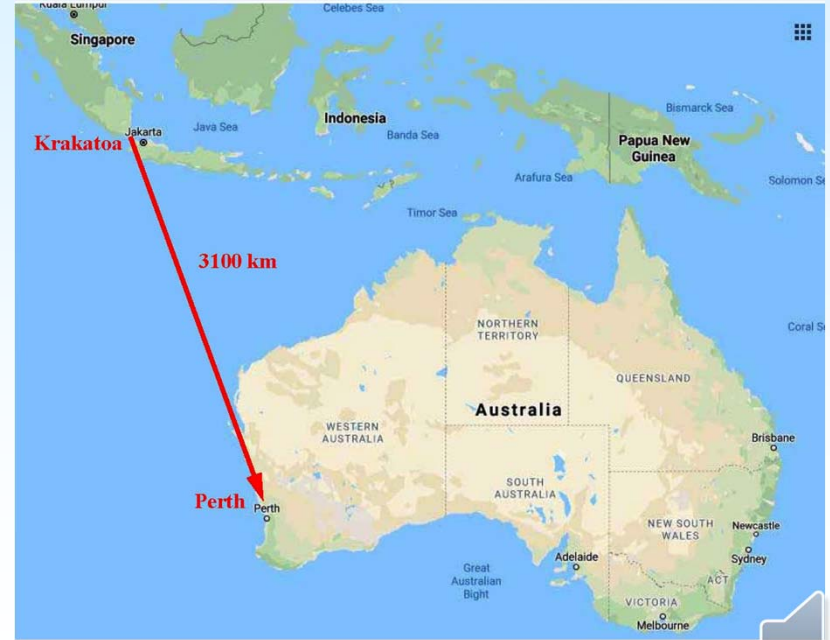 Kuala Lumpur
Celebes Sea
Singapore
Bismarck Sea
Indonesia
Java Sea
Jakarta
Krakatoa
Banda Sea
Papua New
Guinea
Arafura Sea
Solomon
Timor Sea
3100 km
NORTHERN
TERRITORY
Coral
QUEENSLAND
Australia
WESTERN
AUSTRALIA
Brisbane
SOUTH
AUSTRALIA
Perth
Perth
NEW SOUTH
WALES
Newcastle
Sydney
Adelaide
Great
Australian
Bight
ACT
VICTORIA
Melbourne